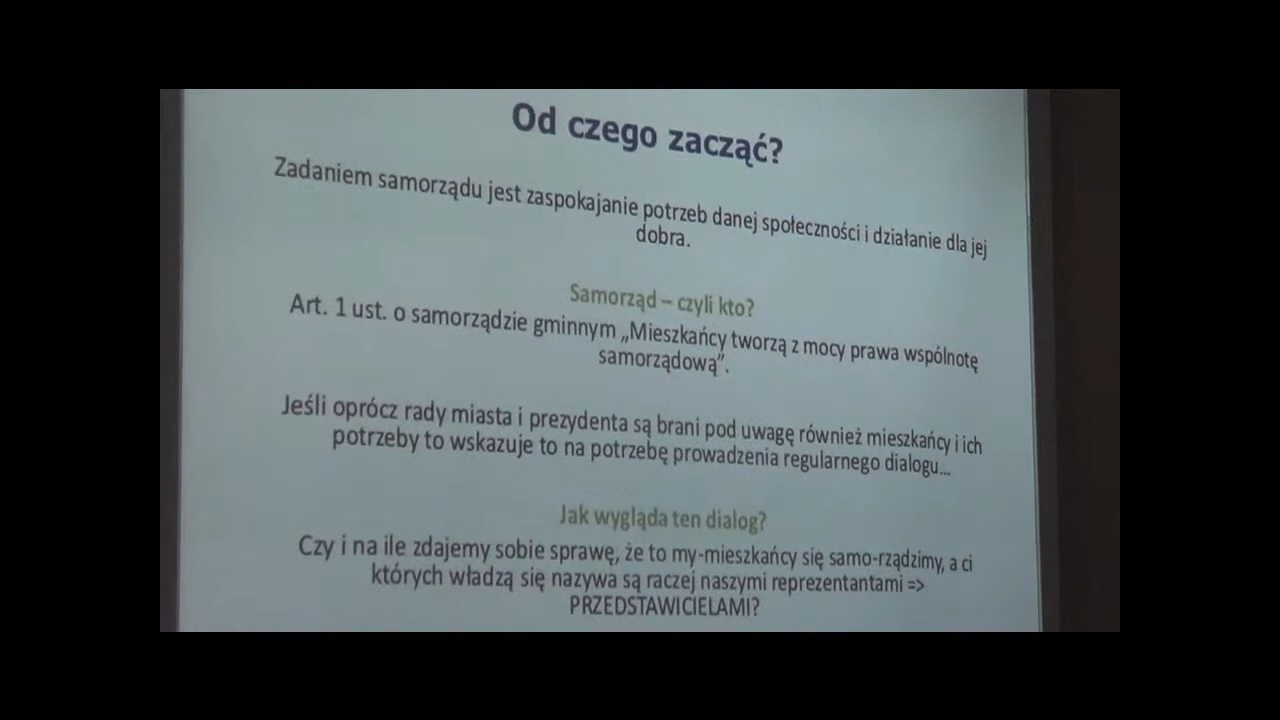 Od czego zacząć?
Zadaniem samorządu jest zaspokajanie potrzeb danej społeczności i działanie dla jej
dobra.
Samorząd – czyli kto?
Art. 1 ust. o samorządzie gminnym „Mieszkańcy tworzą z mocy prawa wspólnotę
samorządową”.
Jeśli oprócz rady miasta i prezydenta są brani pod uwagę również mieszkańcy i ich
potrzeby to wskazuje to na potrzebę prowadzenia regularnego dialogu...
Jak wygląda ten dialog?
Czy i na ile zdajemy sobie sprawę, że to my-mieszkańcy się samo-rządzimy, a ci
których władzą się nazywa są raczej naszymi reprezentantami =>
PRZEDSTAWICIELAMI?